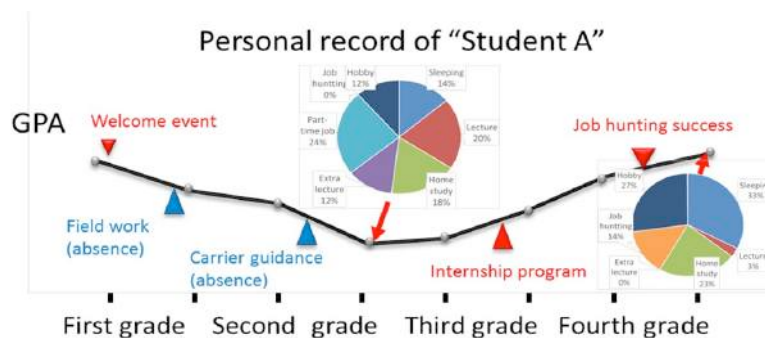 Personal record of “Student A”
GPA
Welcome event
Field work
(absence)
Carrier guidance
(absence)
Internship program
Job hunting success
Job
huntting
0%
Hobby
12%
Sleeping
14%
Lecture
20%
Home
study
18%
Extra
lecture
12%
Part-
time job
24%
Hobby
27%
Sleeping
33%
Lecture
3%
Home
study
23%
Extra
lecture
0%
Job
huntting
14%
First grade
Second grade
Third grade
Fourth grade